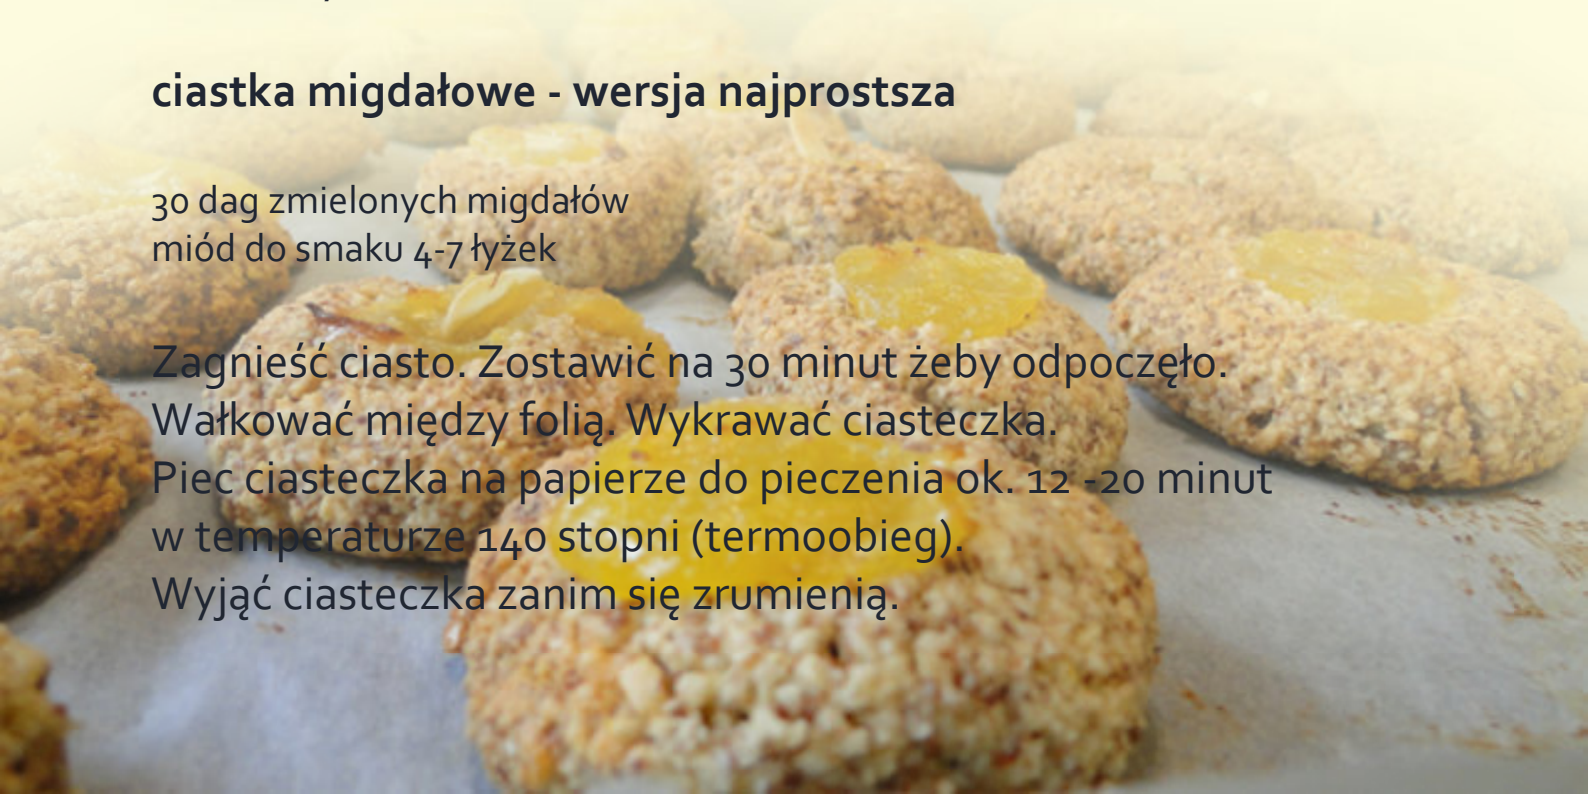 ciastka migdałowe - wersja najprostsza
30 dag zmielonych migdałów
miód do smaku 4-7 łyżek
Zagnieść ciasto. Zostawić na 30 minut żeby odpoczęło.
Wałkować między folią. Wykrawać ciasteczka.
Piec ciasteczka na papierze do pieczenia ok. 12 -20 minut
w temperaturze 140 stopni (termoobieg).
Wyjąć ciasteczka zanim się zrumienią.